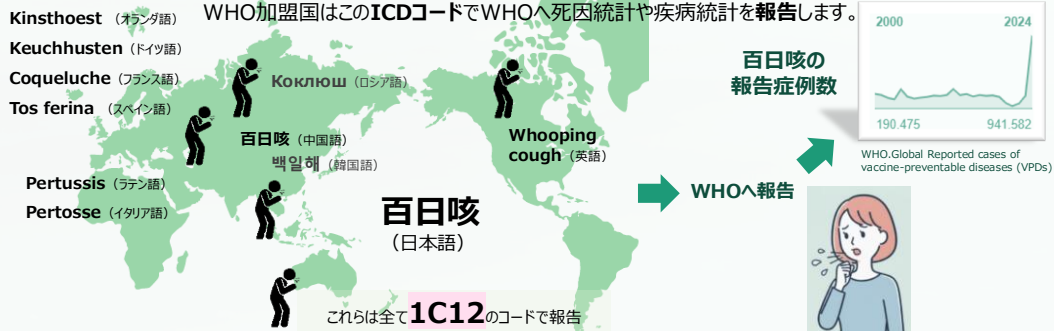 WHO加盟国はこのICDコードでWHOへ死因統計や疾病統計を報告します。
Kinsthoest （オランダ語）
Keuchhusten（ドイツ語）
Coqueluche（フランス語）
Tos ferina （スペイン語）
Коклюш（ロシア語）
百日咳（中国語）
백일해（韓国語）
Whooping
cough（英語）
Pertussis（ラテン語）
Pertosse（イタリア語）
百日咳
（日本語）
これらは全て1C12のコードで報告
WHOへ報告
百日咳の
報告症例数
2000 2024
190.475 941.582
WHO.Global Reported cases of
vaccine-preventable diseases (VPDs)